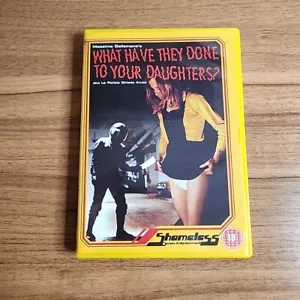 Massimo Dallamano's
WHAT HAVE THEY DONE
TO YOUR DAUGHTERS?
aka La Polizia Chiede Aiuto
Shameless
18